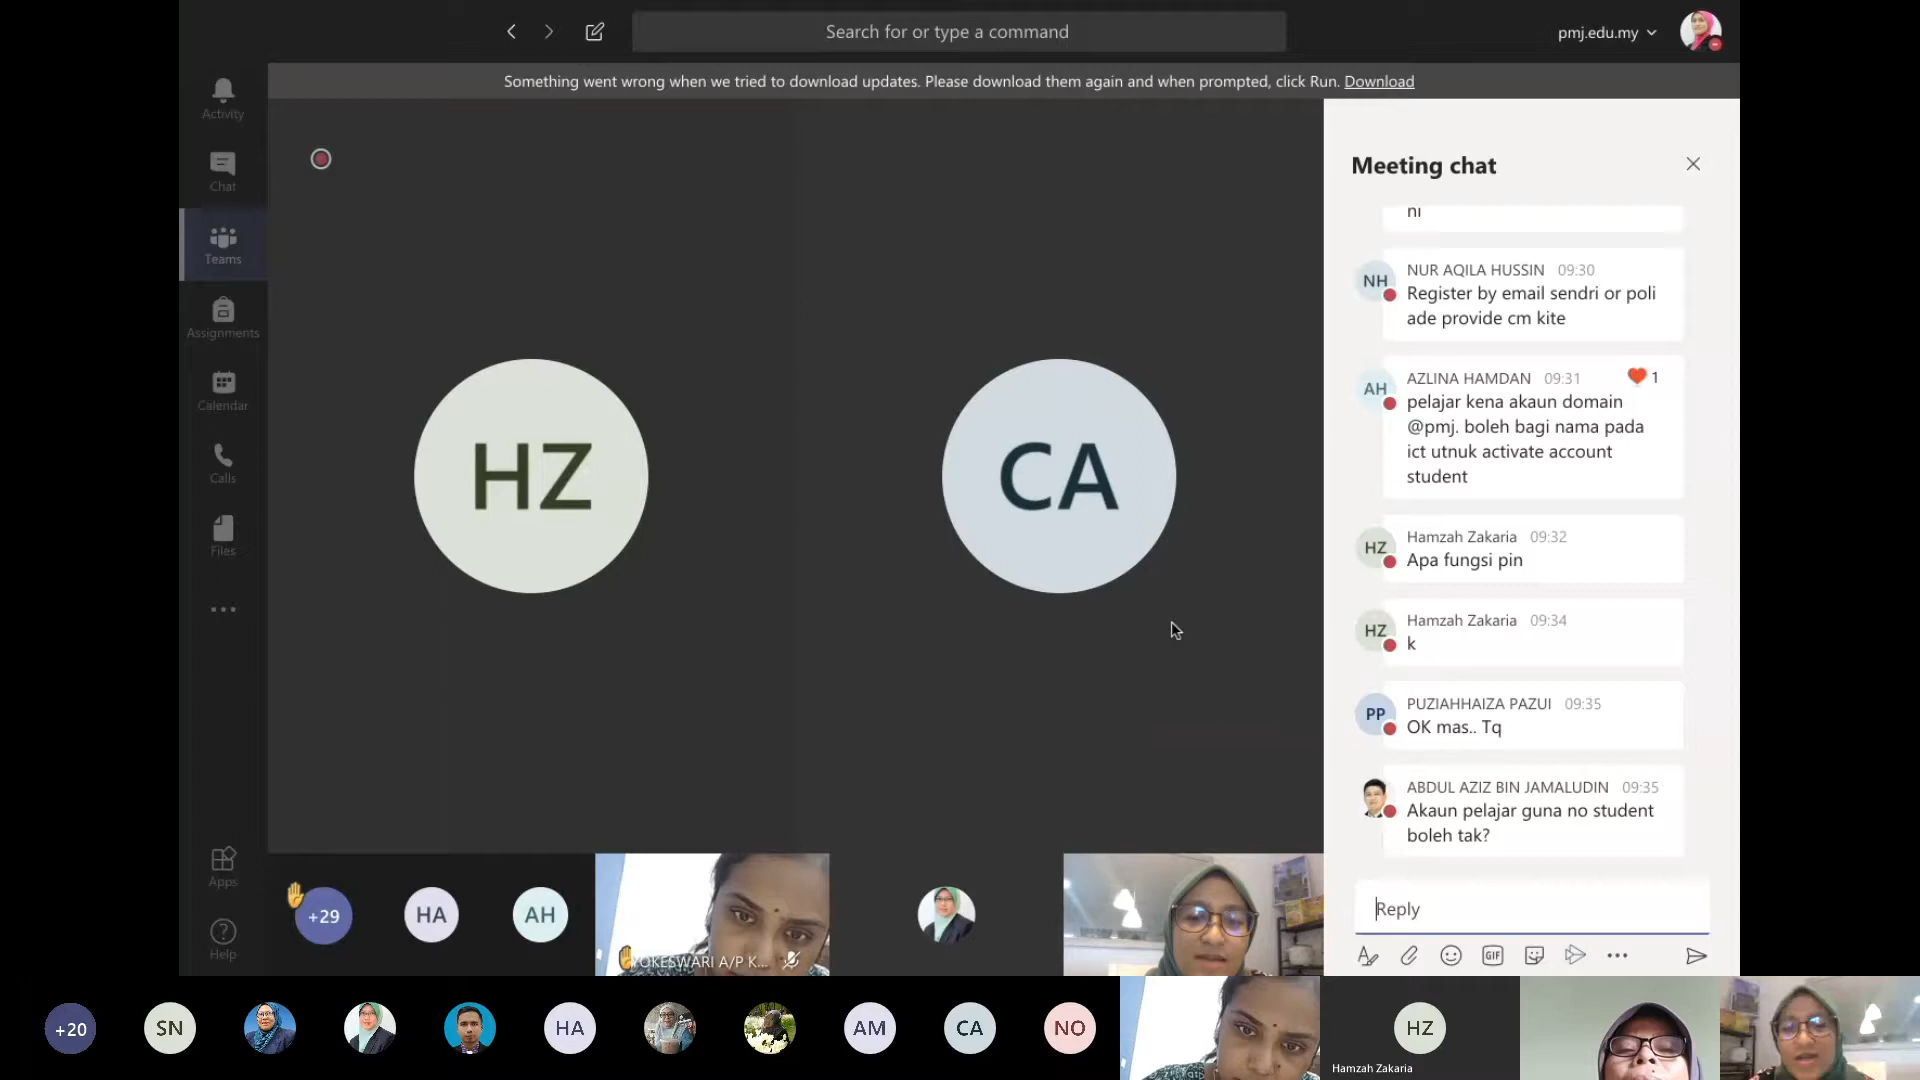 Search for or type a command
pmj.edu.my
Something went wrong when we tried to download updates. Please download them again and when prompted, click Run. Download
Activity
Chat
Teams
Assignments
Calendar
Calls
Files
Apps
Help
HZ
CA
Meeting chat
ni
NH
NUR AQILA HUSSIN 09:30
Register by email sendri or poli
ade provide cm kite
AH
AZLINA HAMDAN 09:31
1
pelajar kena akaun domain
@pmj. boleh bagi nama pada
ict utnuk activate account
student
HZ
Hamzah Zakaria 09:32
Apa fungsi pin
HZ
Hamzah Zakaria 09:34
k
PP
PUZIAHHAIZA PAZUI 09:35
OK mas.. Tq
ABDUL AZIZ BIN JAMALUDIN 09:35
Akaun pelajar guna no student
boleh tak?
Reply
GIF
+29
HA
AH
YOKESWARI A/P K...
+20
SN
HA
AM
CA
NO
HZ
Hamzah Zakaria